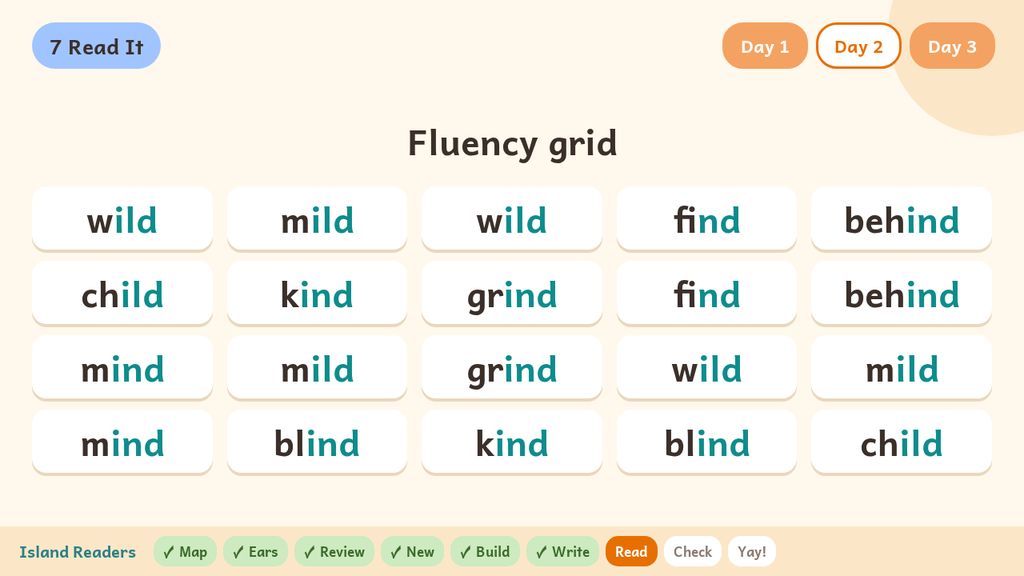 7 Read It
Day 1 Day 2 Day 3
Fluency grid
wild mild wild find behind
child kind grind find behind
mind mild grind wild mild
mind blind kind blind child
Island Readers ✓ Map ✓ Ears ✓ Review ✓ New ✓ Build ✓ Write Read Check Yay!